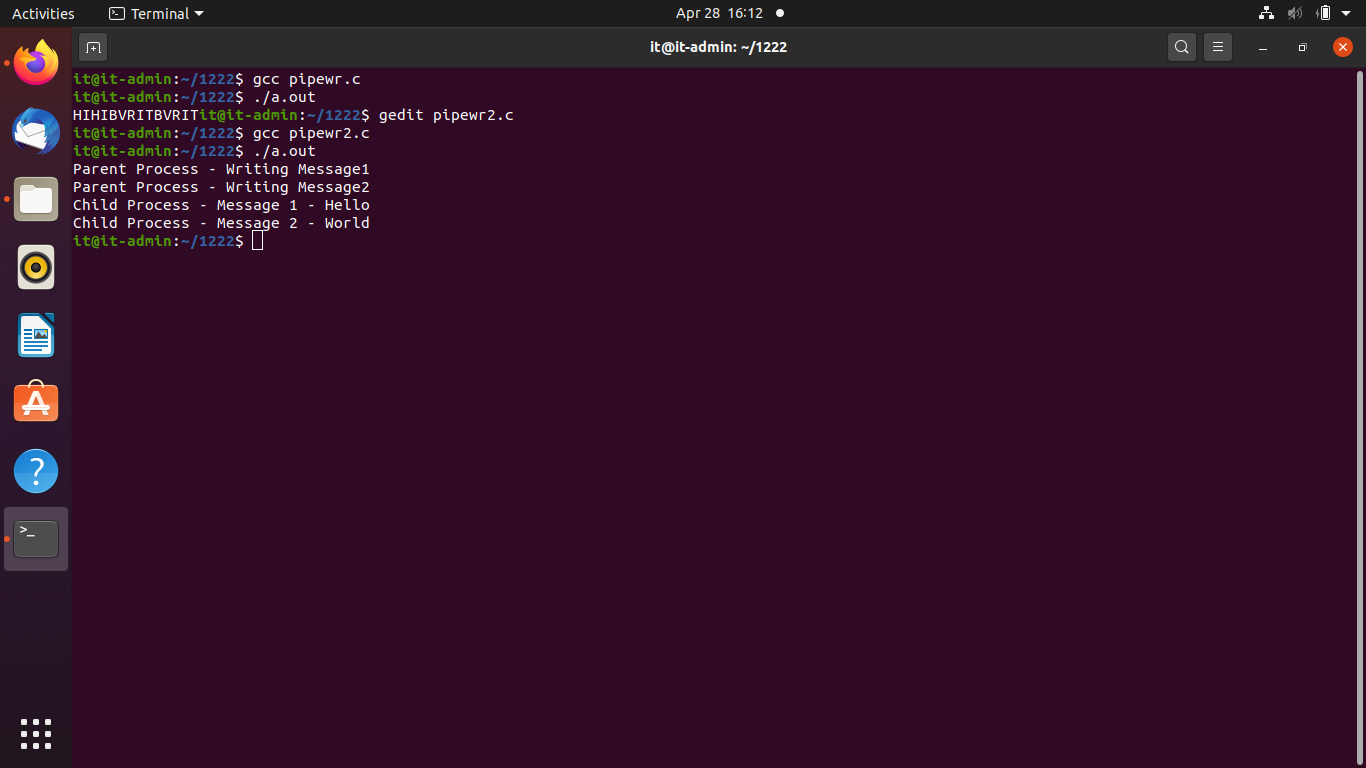 Activities
Terminal
Apr 28 16:12
it@it-admin: ~/1222
it@it-admin:~/1222$ gcc pipewr.c
it@it-admin:~/1222$ ./a.out
HIHIBVRITBVRITit@it-admin:~/1222$ gedit pipewr2.c
it@it-admin:~/1222$ gcc pipewr2.c
it@it-admin:~/1222$ ./a.out
Parent Process - Writing Message1
Parent Process - Writing Message2
Child Process - Message 1 - Hello
Child Process - Message 2 - World
it@it-admin:~/1222$